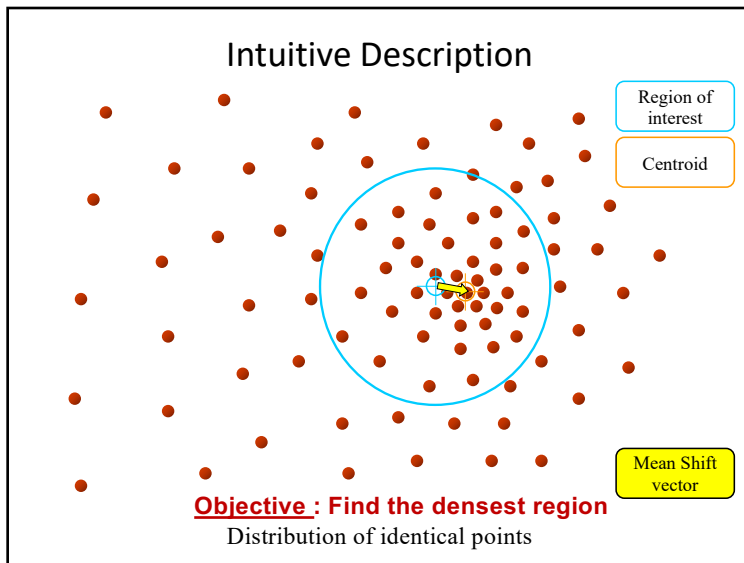 Intuitive Description
Region of
interest
Centroid
Mean Shift
vector
Objective : Find the densest region
Distribution of identical points